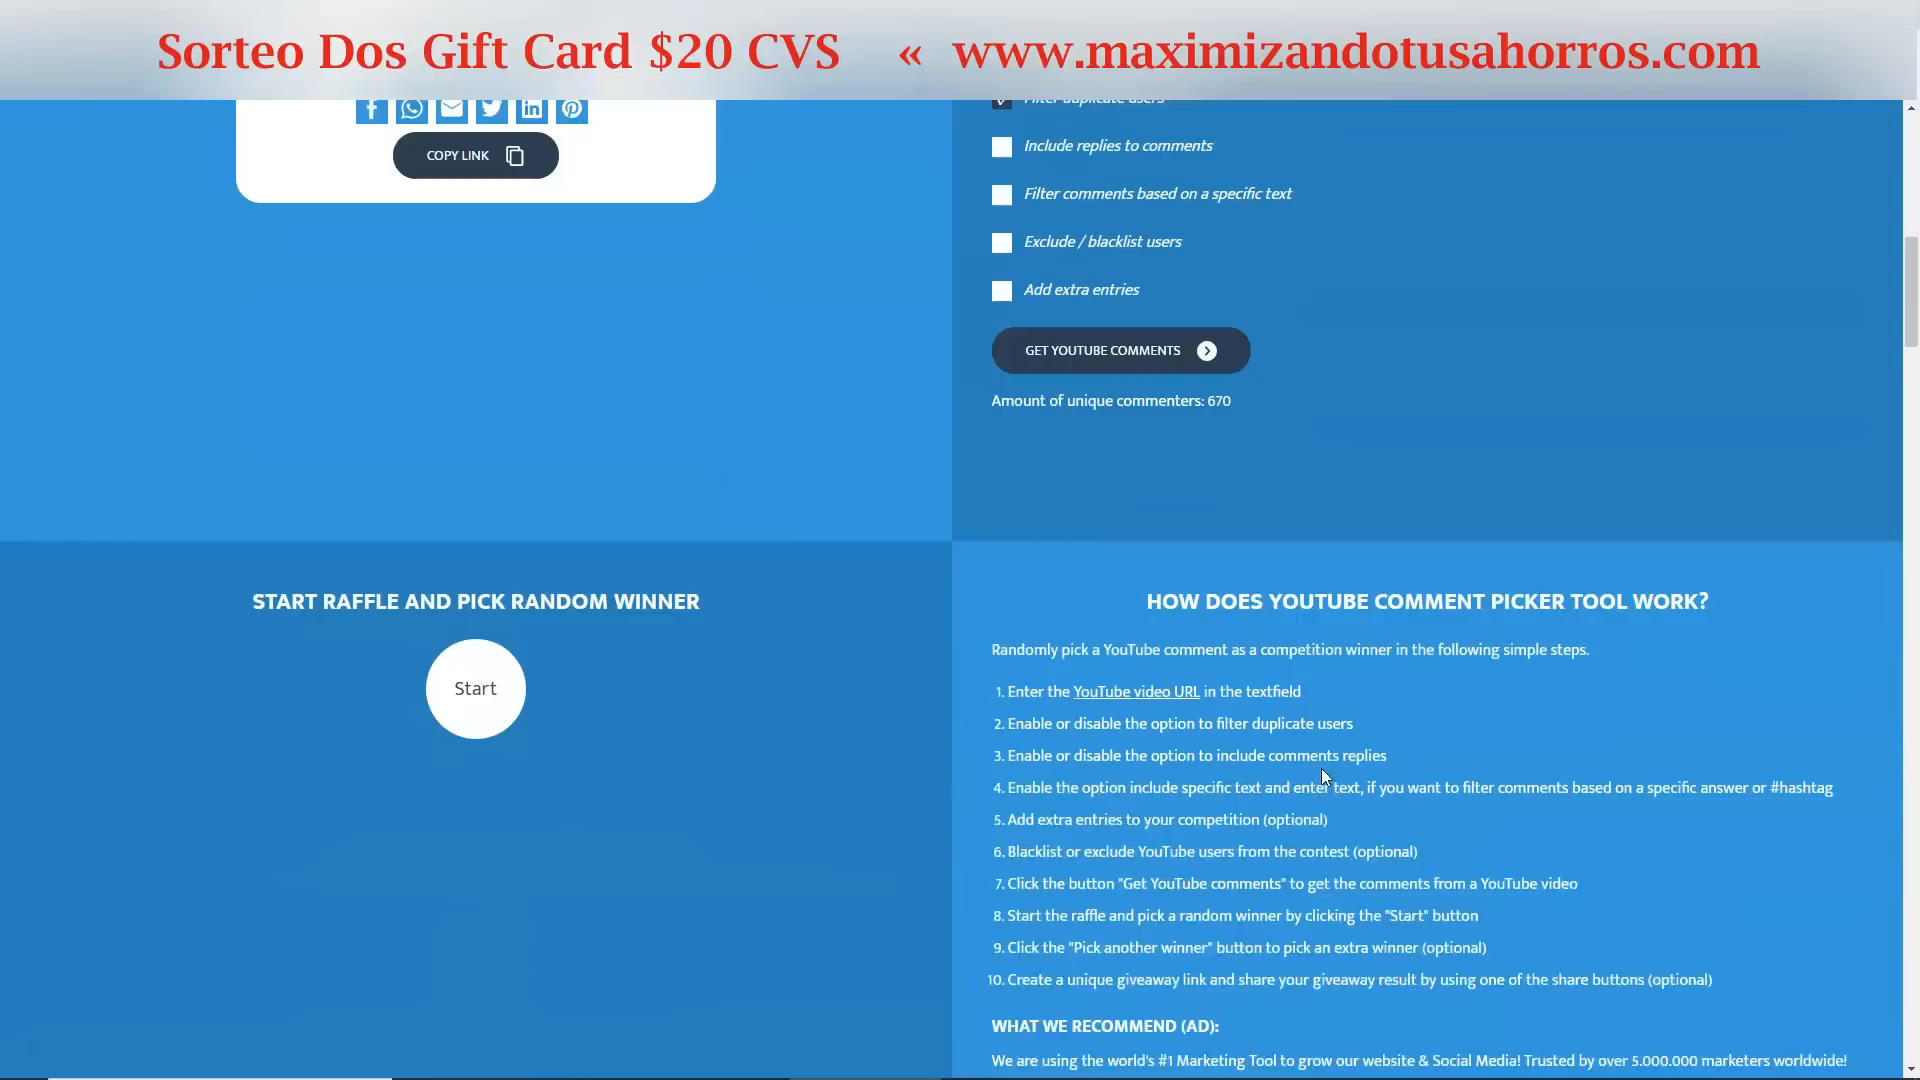 Sorteo Dos Gift Card $20 CVS « www.maximizandotusahorros.com
Filter duplicate users
COPY LINK
Include replies to comments
Filter comments based on a specific text
Exclude / blacklist users
Add extra entries
GET YOUTUBE COMMENTS
Amount of unique commenters: 670
START RAFFLE AND PICK RANDOM WINNER
Start
HOW DOES YOUTUBE COMMENT PICKER TOOL WORK?
Randomly pick a YouTube comment as a competition winner in the following simple steps.
1. Enter the YouTube video URL in the textfield
2. Enable or disable the option to filter duplicate users
3. Enable or disable the option to include comments replies
4. Enable the option include specific text and enter text, if you want to filter comments based on a specific answer or #hashtag
5. Add extra entries to your competition (optional)
6. Blacklist or exclude YouTube users from the contest (optional)
7. Click the button "Get YouTube comments" to get the comments from a YouTube video
8. Start the raffle and pick a random winner by clicking the "Start" button
9. Click the "Pick another winner" button to pick an extra winner (optional)
10. Create a unique giveaway link and share your giveaway result by using one of the share buttons (optional)
WHAT WE RECOMMEND (AD):
We are using the world's #1 Marketing Tool to grow our website & Social Media! Trusted by over 5.000.000 marketers worldwide!